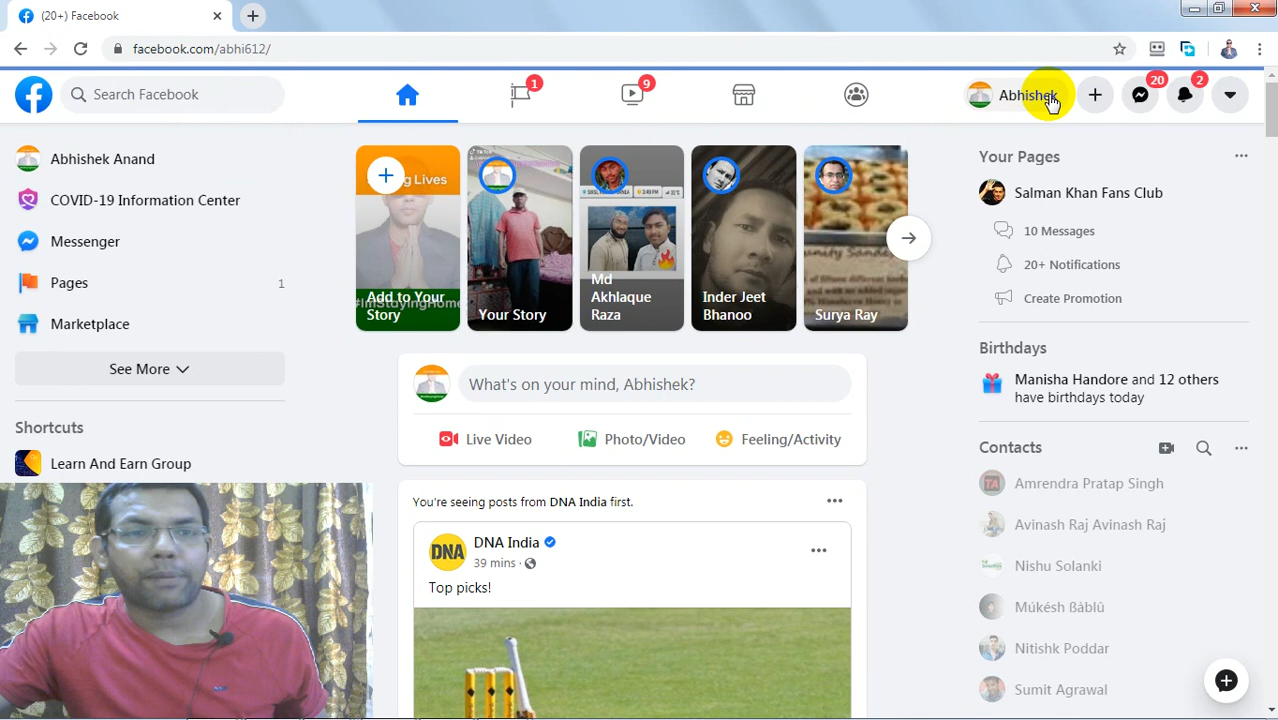 (20+) Facebook
facebook.com/abhi612/
Search Facebook
1
9
Abhishek
20
2
Abhishek Anand
COVID-19 Information Center
Messenger
Pages
1
Marketplace
See More
Shortcuts
Learn And Earn Group
ng Lives
Add to Your
Story
#ImStayingHome
Your Story
Md
Akhlaque
Raza
Inder Jeet
Bhanoo
Surya Ray
What's on your mind, Abhishek?
Live Video
Photo/Video
Feeling/Activity
You're seeing posts from DNA India first.
DNA
DNA India
39 mins
Top picks!
Your Pages
Salman Khan Fans Club
10 Messages
20+ Notifications
Create Promotion
Birthdays
Manisha Handore and 12 others
have birthdays today
Contacts
TA
Amrendra Pratap Singh
Avinash Raj Avinash Raj
Nishu Solanki
Múkésh ßåblú
Nitishk Poddar
Sumit Agrawal